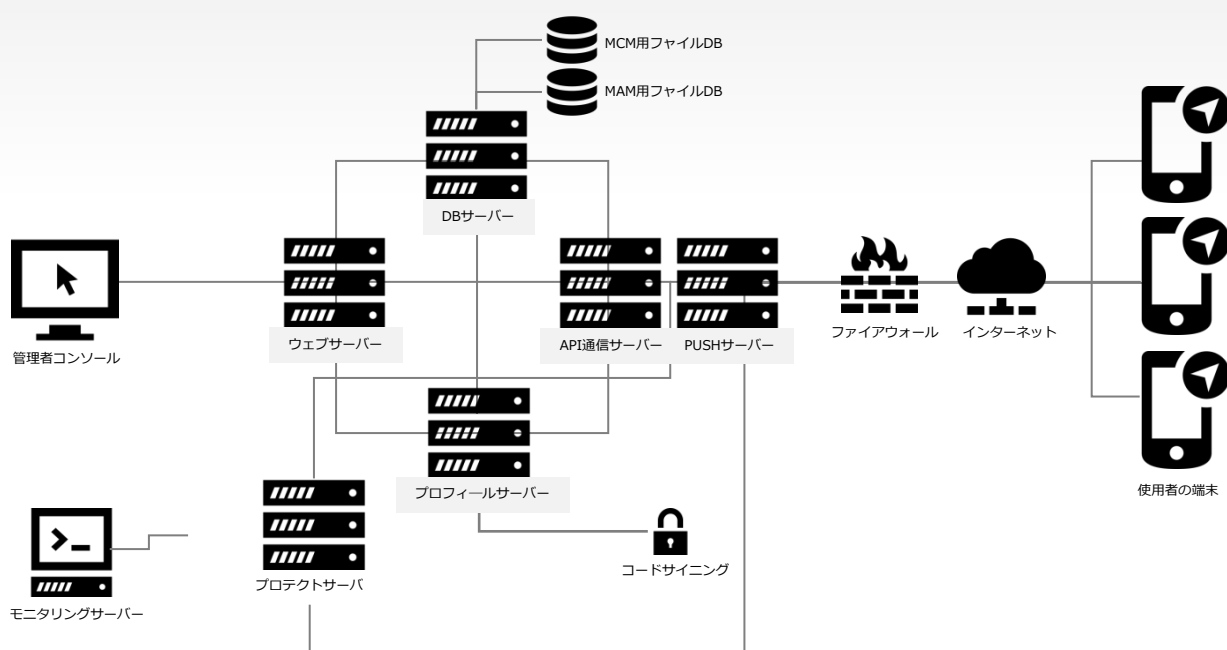 MCM用ファイルDB
MAM用ファイルDB
DBサーバー
管理者コンソール
ウェブサーバー
API通信サーバー
PUSHサーバー
ファイアウォール
インターネット
プロフィールサーバー
使用者の端末
プロテクトサーバ
コードサイニング
モニタリングサーバー